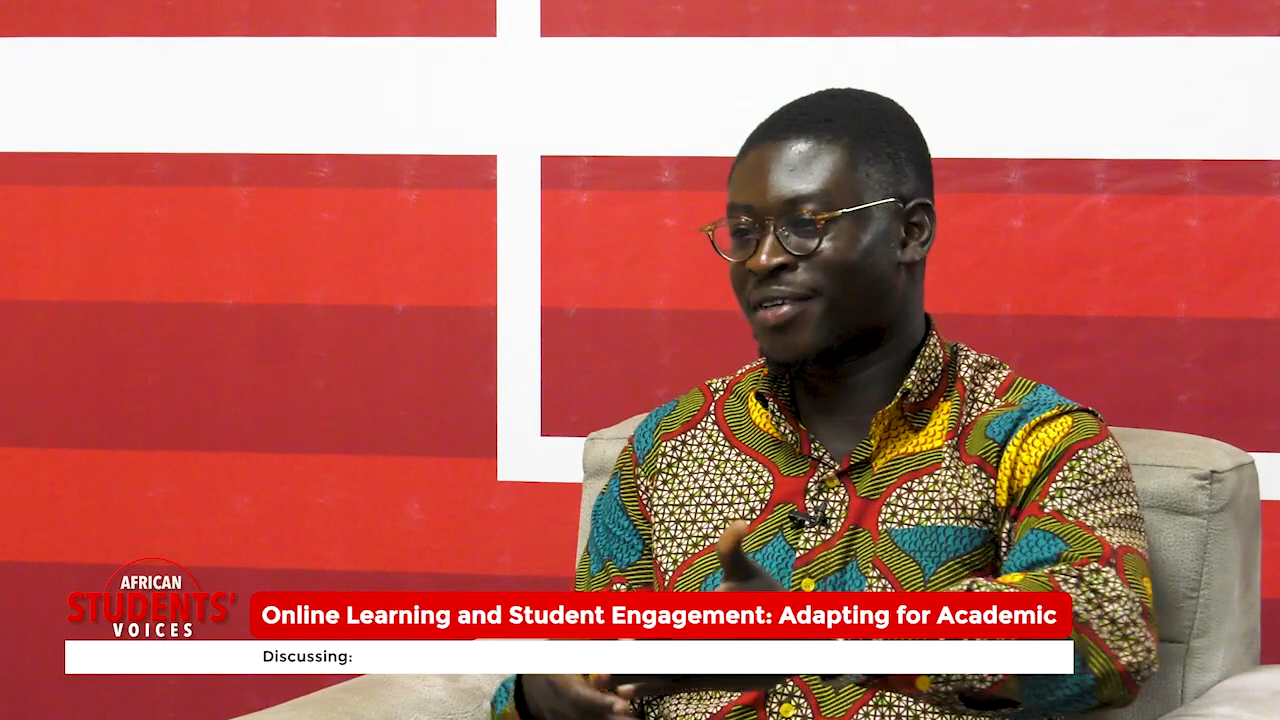 AFRICAN
STUDENTS'
VOICES
Online Learning and Student Engagement: Adapting for Academic
Discussing: